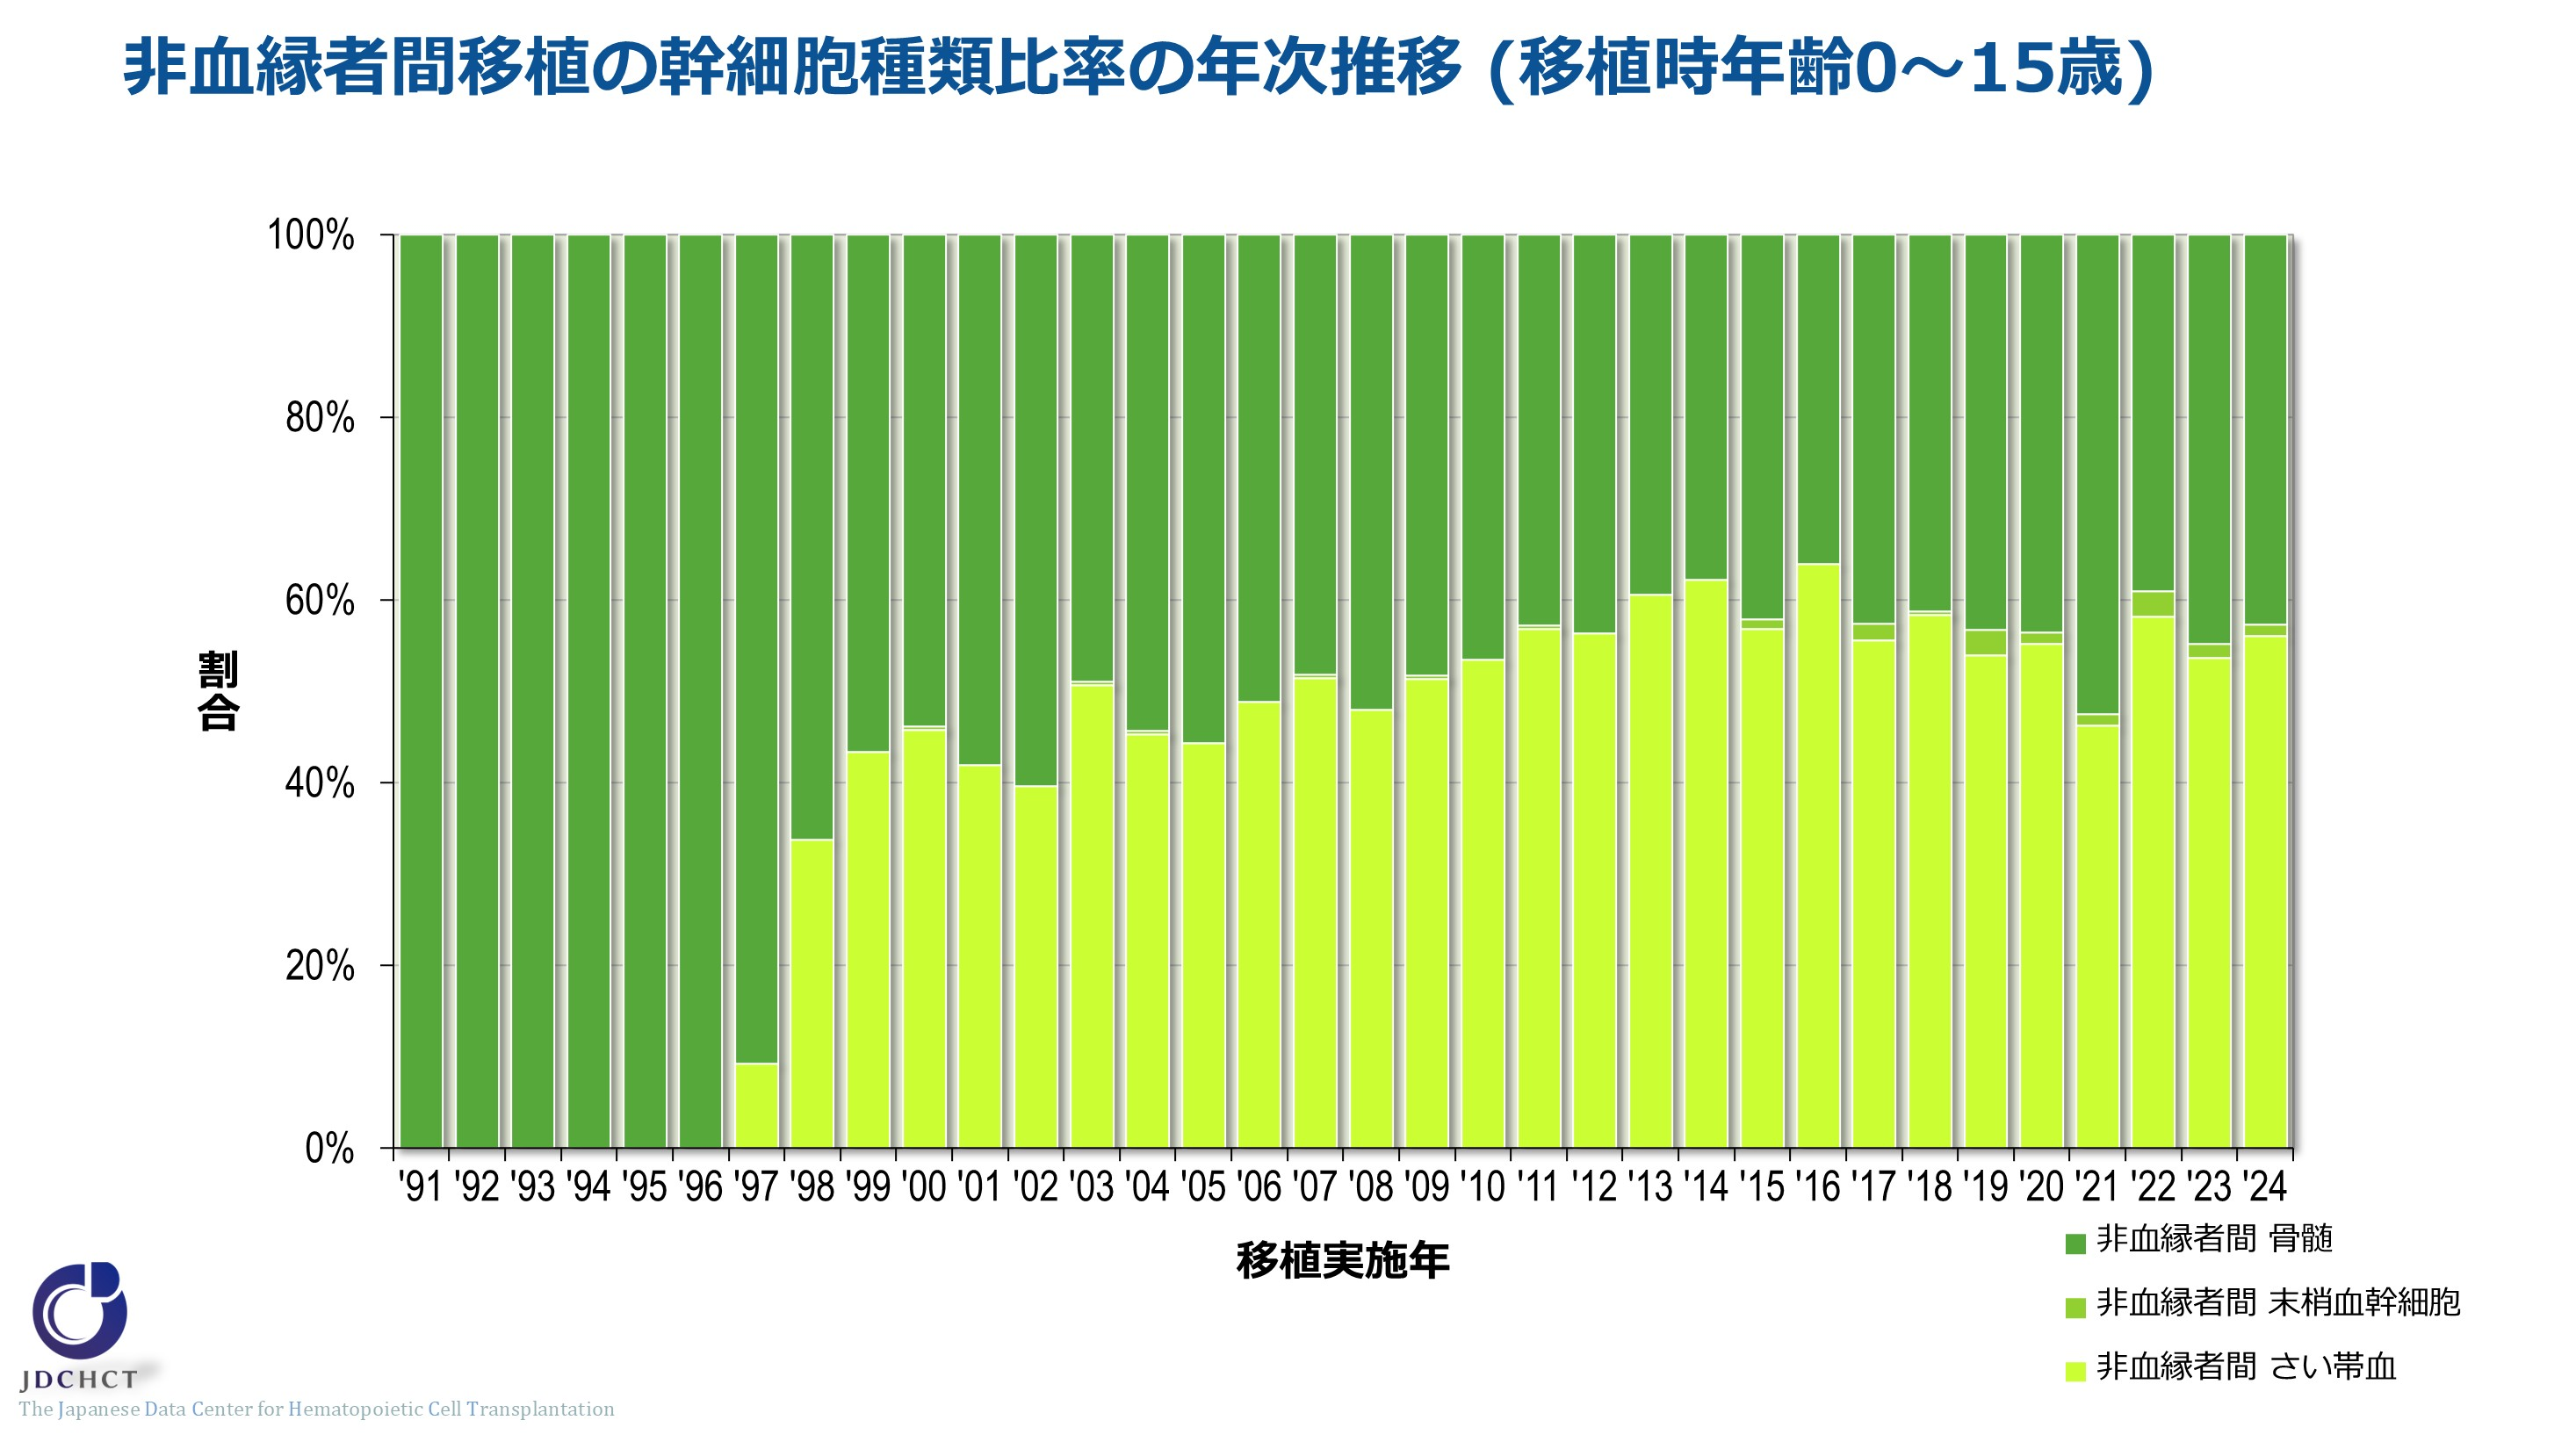 非血縁者間移植の幹細胞種類比率の年次推移 (移植時年齢0～15歳)
100%
80%
60%
40%
20%
0%
割合
'91 '92 '93 '94 '95 '96 '97 '98 '99 '00 '01 '02 '03 '04 '05 '06 '07 '08 '09 '10 '11 '12 '13 '14 '15 '16 '17 '18 '19 '20 '21 '22 '23 '24
移植実施年
非血縁者間 骨髄
非血縁者間 末梢血幹細胞
非血縁者間 さい帯血
JDCHCT
The Japanese Data Center for Hematopoietic Cell Transplantation